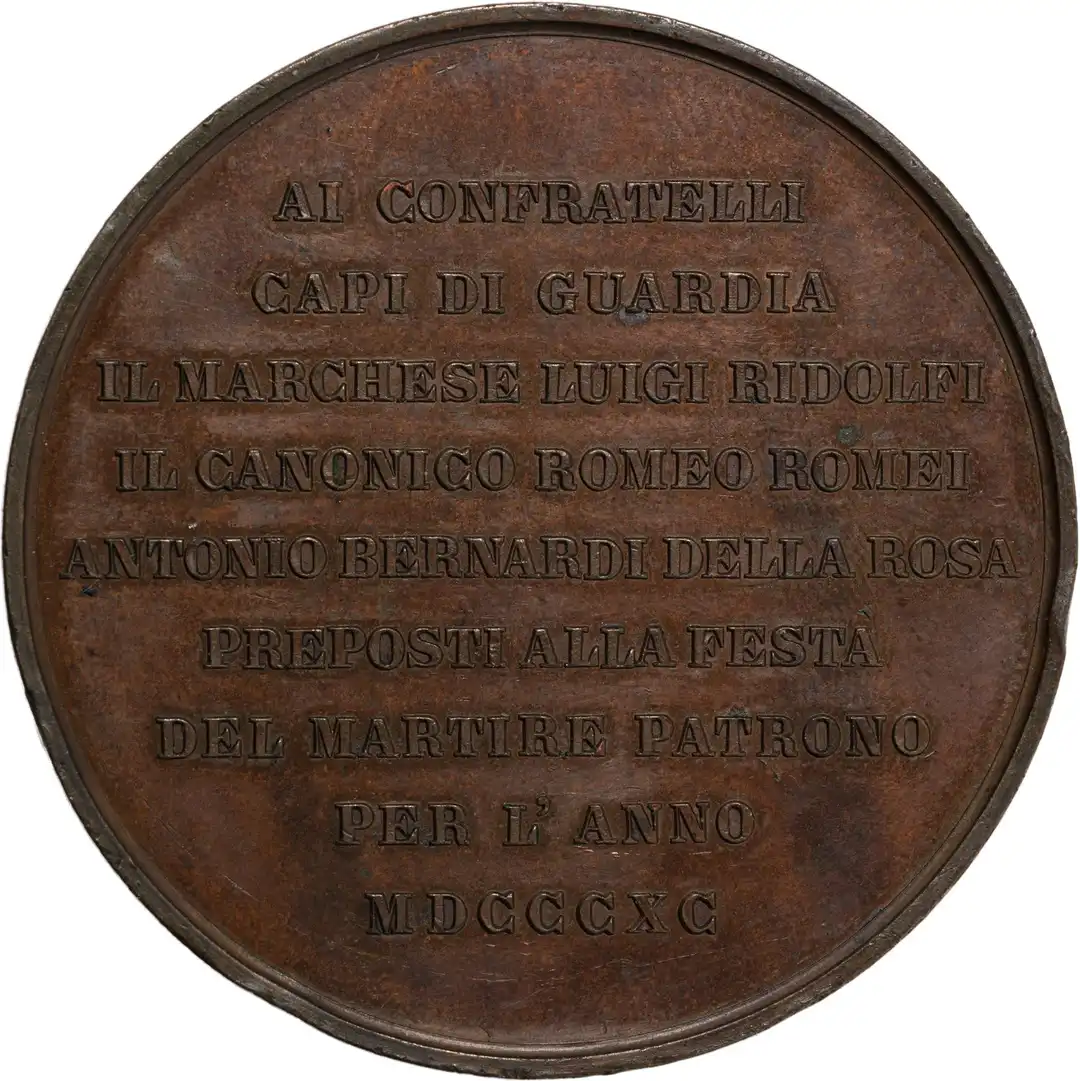 AI CONFRATELLI
CAPI DI GUARDIA
IL MARCHESE LUIGI RIDOLFI
IL CANONICO ROMEO ROMEI
ANTONIO BERNARDI DELLA ROSA
PREPOSTI ALLA FESTA
DEL MARTIRE PATRONO
PER L'ANNO
MDCCCXC